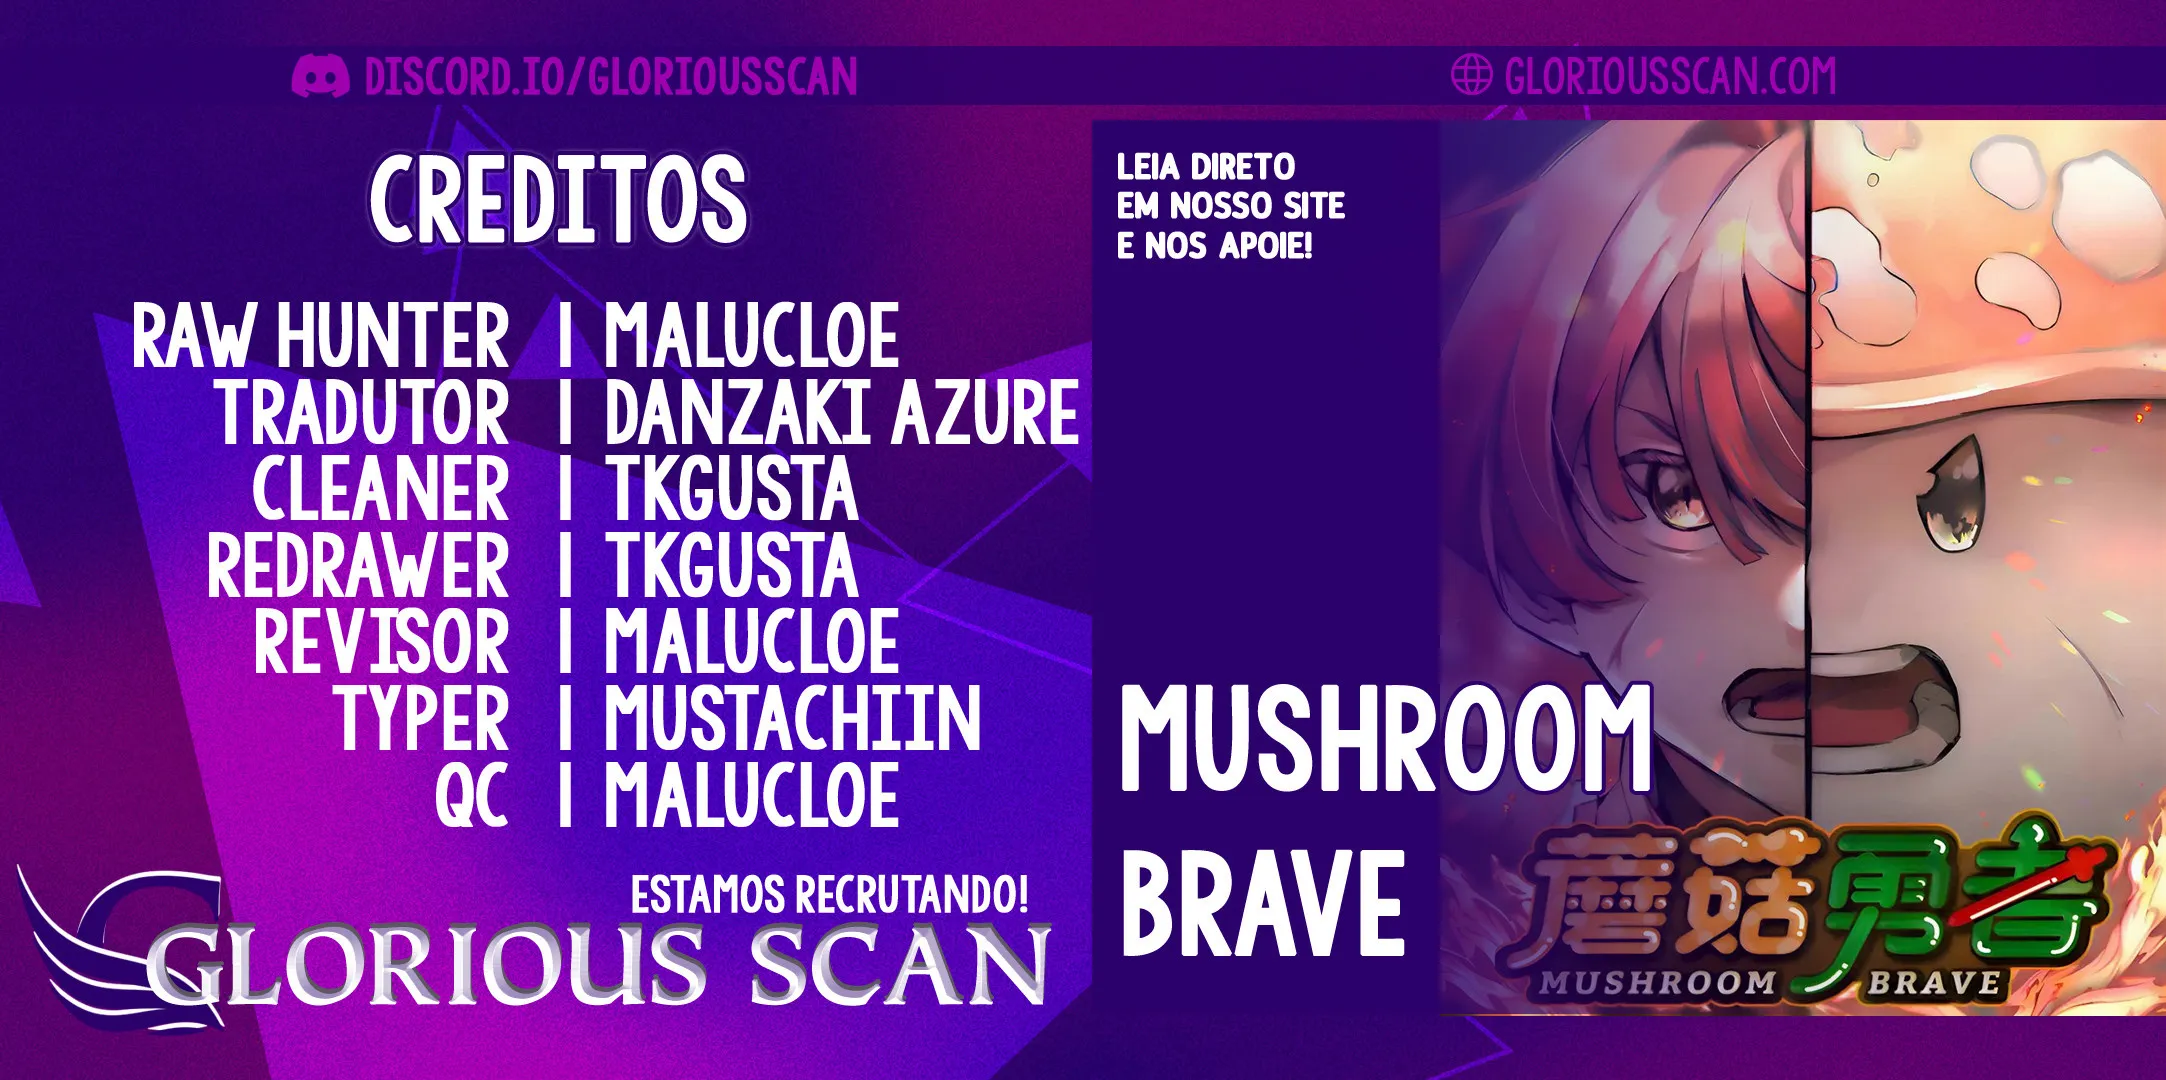 DISCORD.IO/GLORIOUSSCAN
GLORIOUSSCAN.COM
CREDITOS
RAW HUNTER | MALUCLOE
TRADUTOR | DANZAKI AZURE
CLEANER | TKGUSTA
REDRAWER | TKGUSTA
REVISOR | MALUCLOE
TYPER | MUSTACHIIN
QC | MALUCLOE
ESTAMOS RECRUTANDO!
GLORIOUS SCAN
LEIA DIRETO
EM NOSSO SITE
E NOS APOIE!
MUSHROOM
BRAVE
蘑菇勇者
MUSHROOM BRAVE